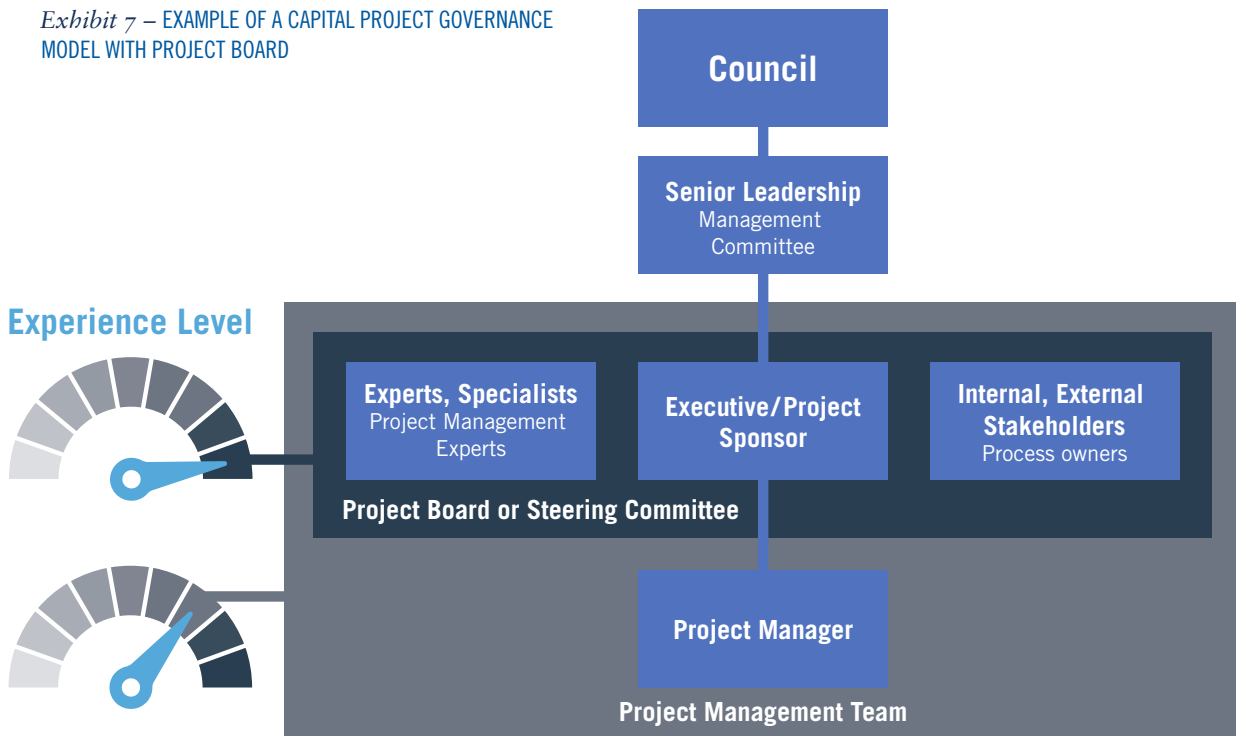 Exhibit 7 – EXAMPLE OF A CAPITAL PROJECT GOVERNANCE
MODEL WITH PROJECT BOARD
Council
Senior Leadership
Management
Committee
Experience Level
Experts, Specialists
Project Management
Experts
Executive/Project
Sponsor
Internal, External
Stakeholders
Process owners
Project Board or Steering Committee
Project Manager
Project Management Team